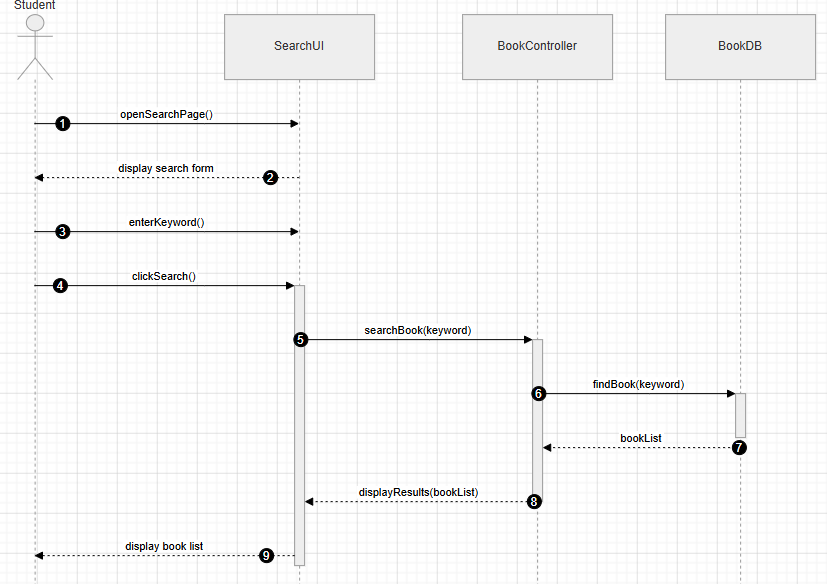 Student
SearchUI
BookController
BookDB
1
openSearchPage()
display search form
2
3
enterKeyword()
4
clickSearch()
5
searchBook(keyword)
6
findBook(keyword)
bookList
7
displayResults(bookList)
8
display book list
9